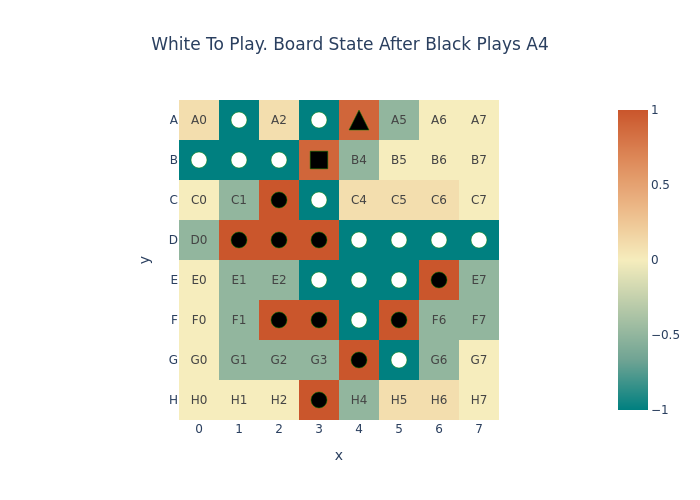 White To Play. Board State After Black Plays A4
A A0 A2 A5 A6 A7
B B4 B5 B6 B7
C C0 C1 C4 C5 C6 C7
D D0
E E0 E1 E2 E7
F F0 F1 F6 F7
G G0 G1 G2 G3 G6 G7
H H0 H1 H2 H4 H5 H6 H7
0 1 2 3 4 5 6 7
x
y
1
0.5
0
−0.5
−1